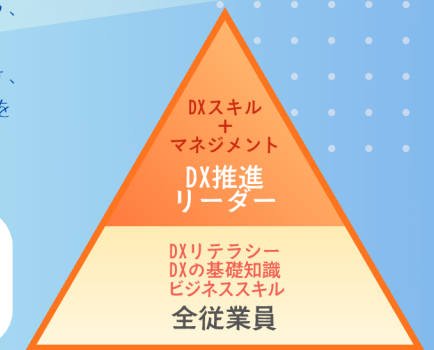 、
、
を
DXスキル
+
マネジメント
DX推進
リーダー
DXリテラシー
DXの基礎知識
ビジネススキル
全従業員